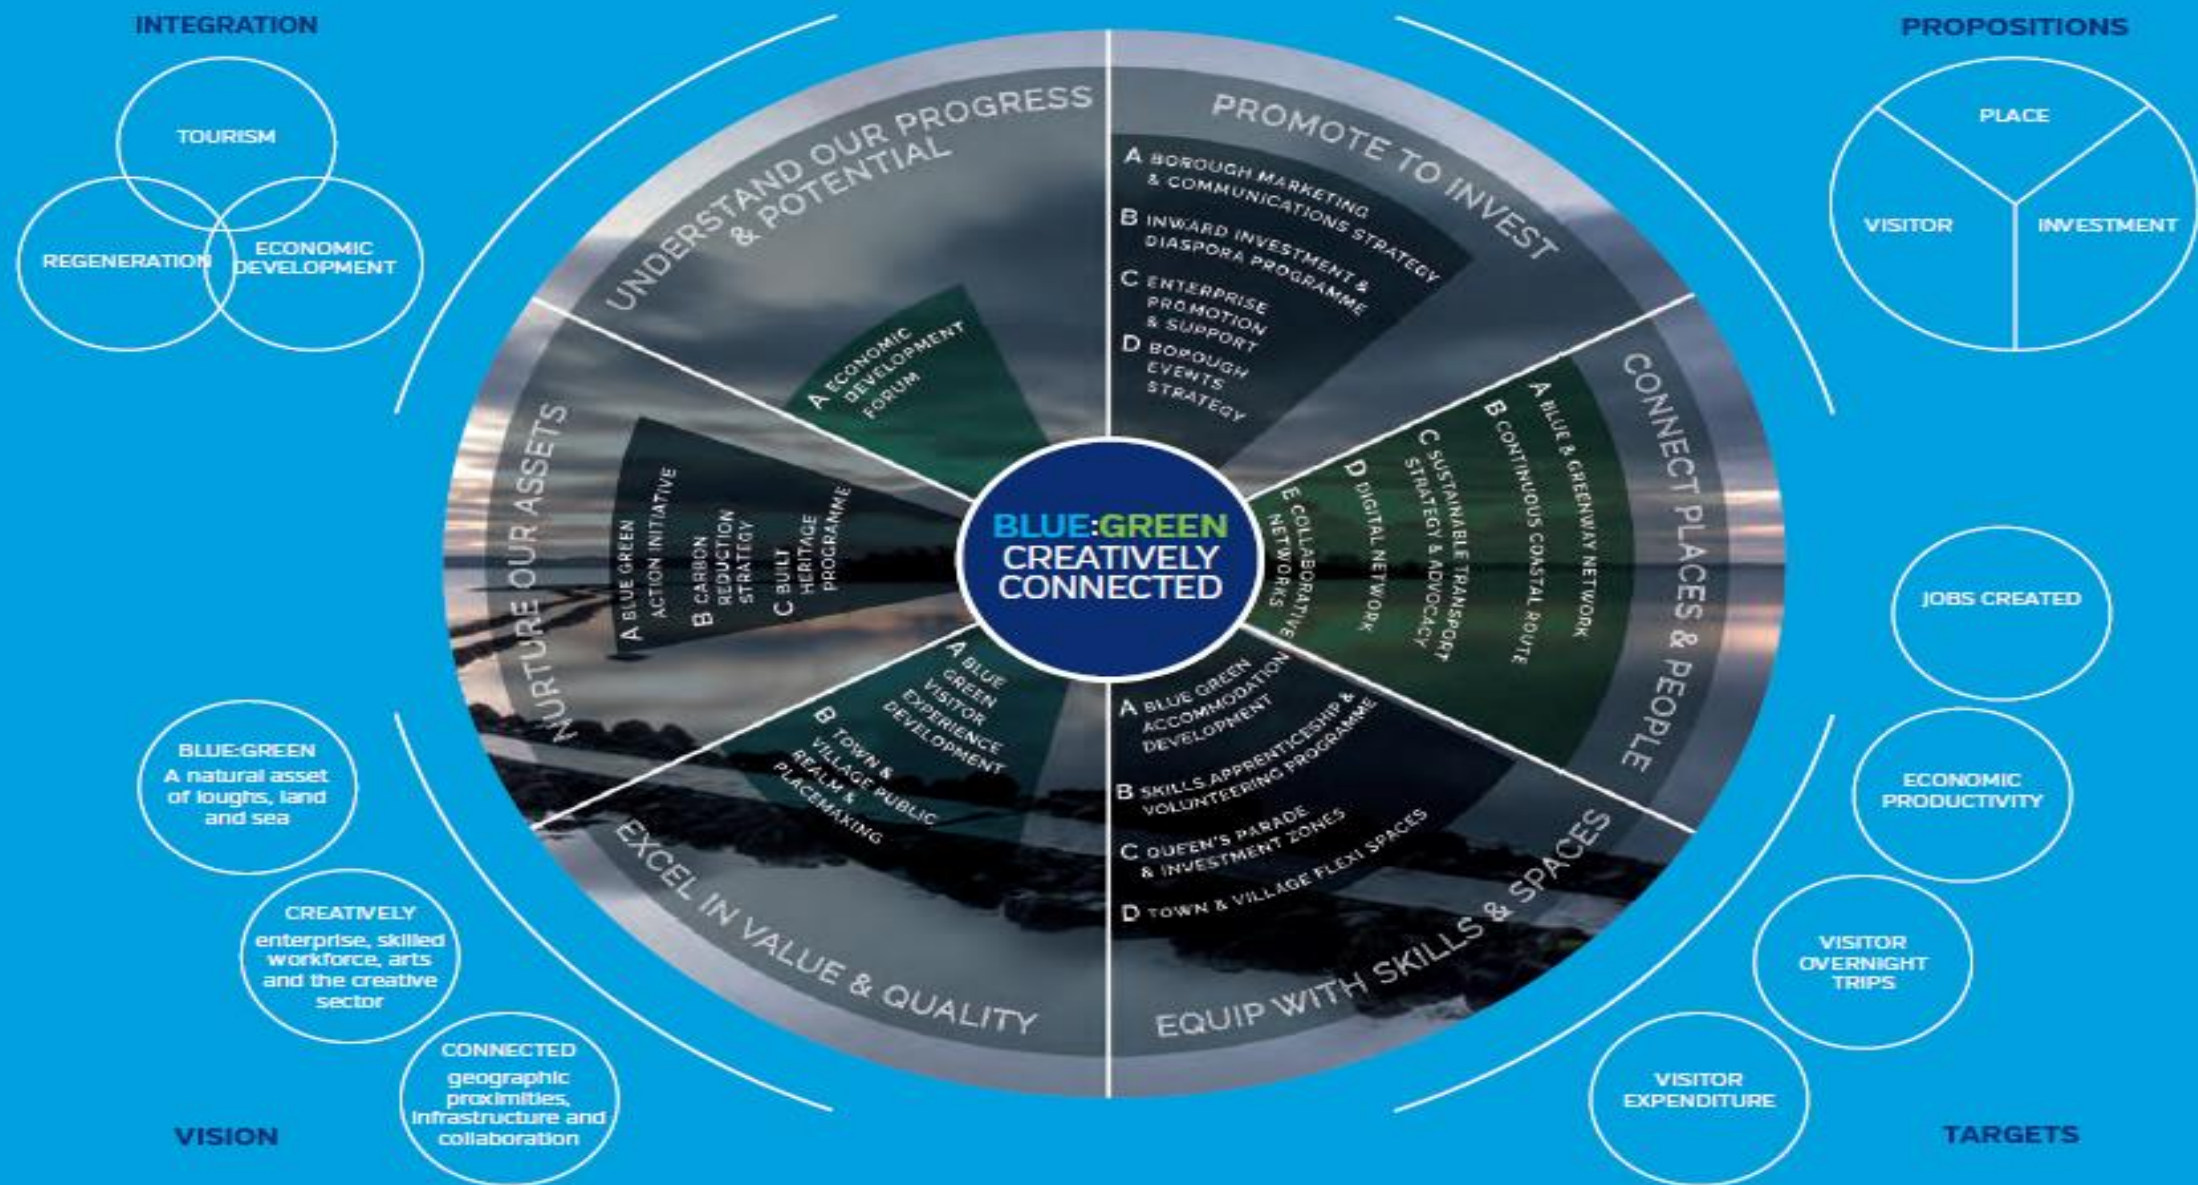 INTEGRATION
TOURISM
REGENERATION
ECONOMIC
DEVELOPMENT
PROPOSITIONS
PLACE
VISITOR
INVESTMENT
UNDERSTAND OUR PROGRESS
& POTENTIAL
A ECONOMIC
DEVELOPMENT
FORUM
PROMOTE TO INVEST
A BOROUGH MARKETING
& COMMUNICATIONS STRATEGY
B INWARD INVESTMENT &
DIASPORA PROGRAMME
C ENTERPRISE
PROMOTION
& SUPPORT
D BOROUGH
EVENTS
STRATEGY
CONNECT PLACES & PEOPLE
A BLUE & GREENWAY NETWORK
B CONTINUOUS COASTAL ROUTE
C SUSTAINABLE TRANSPORT
STRATEGY & ADVOCACY
D DIGITAL NETWORK
E COLLABORATIVE
NETWORKS
EQUIP WITH SKILLS & SPACES
A BLUE GREEN
ACCOMMODATION
DEVELOPMENT
B SKILLS, APPRENTICESHIP &
VOLUNTEERING PROGRAMME
C QUEEN'S PARADE
& INVESTMENT ZONES
D TOWN & VILLAGE FLEXI SPACES
EXCEL IN VALUE & QUALITY
A BLUE
GREEN
VISITOR
EXPERIENCE
DEVELOPMENT
B TOWN &
VILLAGE PUBLIC
REALM &
PLACEMAKING
NURTURE OUR ASSETS
A BLUE GREEN
ACTION INITIATIVE
B CARBON
REDUCTION
STRATEGY
C BUILT
HERITAGE
PROGRAMME
BLUE:GREEN
CREATIVELY
CONNECTED
BLUE:GREEN
A natural asset
of loughs, land
and sea
CREATIVELY
enterprise, skilled
workforce, arts
and the creative
sector
CONNECTED
geographic
proximities,
infrastructure and
collaboration
VISION
JOBS CREATED
ECONOMIC
PRODUCTIVITY
VISITOR
OVERNIGHT
TRIPS
VISITOR
EXPENDITURE
TARGETS